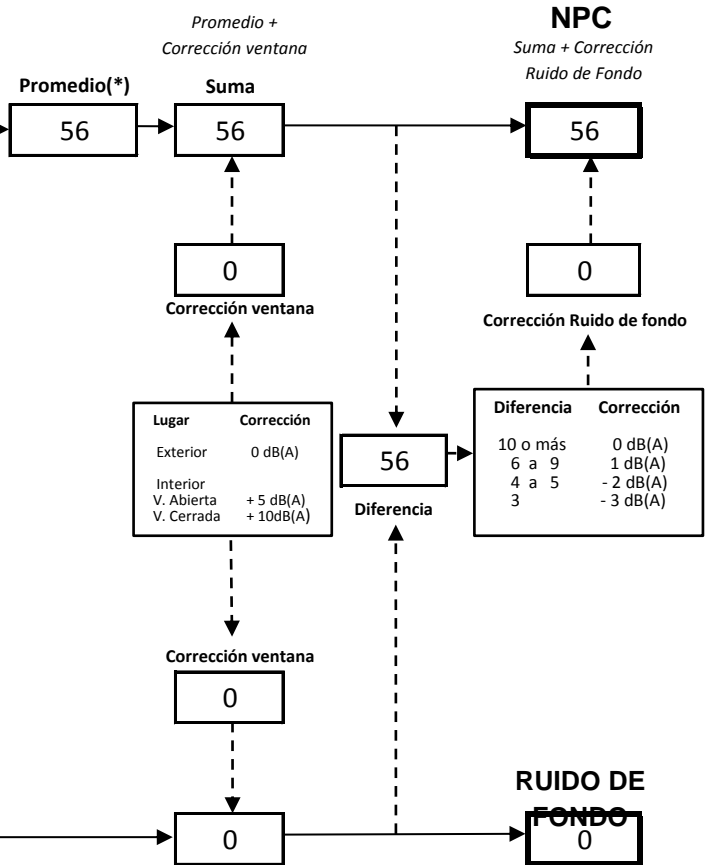 Promedio +
Corrección ventana
NPC
Suma + Corrección
Ruido de Fondo
Promedio(*)
Suma
56
56
56
0
0
Corrección ventana
Corrección Ruido de fondo
Lugar Corrección
Exterior 0 dB(A)
Interior
V. Abierta + 5 dB(A)
V. Cerrada + 10dB(A)
56
Diferencia
Diferencia Corrección
10 o más 0 dB(A)
6 a 9 1 dB(A)
4 a 5 - 2 dB(A)
3 - 3 dB(A)
Corrección ventana
0
RUIDO DE
FONDO
0
0